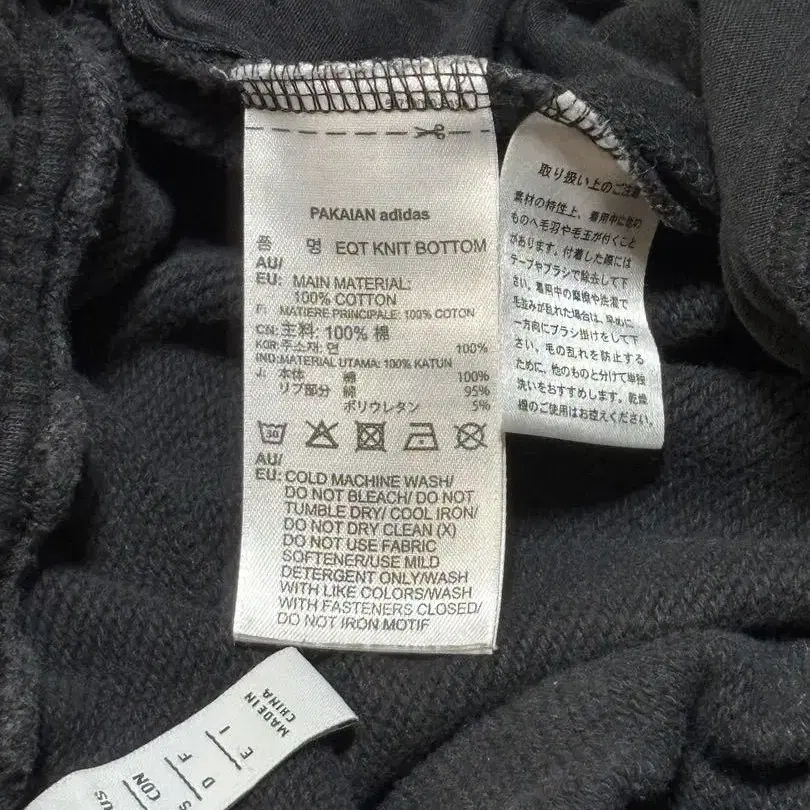 PAKAIAN adidas
품 명 EQT KNIT BOTTOM
AU/
EU: MAIN MATERIAL:
100% COTTON
F: MATIERE PRINCIPALE: 100% COTON
CN: 主料: 100% 棉
KOR: 주소재: 면 100%
IND: MATERIAL UTAMA: 100% KATUN
J: 本体 綿 100%
リブ部分 綿 95%
ポリウレタン 5%
30
AU/
EU: COLD MACHINE WASH/
DO NOT BLEACH/ DO NOT
TUMBLE DRY/ COOL IRON/
DO NOT DRY CLEAN (X)
DO NOT USE FABRIC
SOFTENER/USE MILD
DETERGENT ONLY/WASH
WITH LIKE COLORS/WASH
WITH FASTENERS CLOSED/
DO NOT IRON MOTIF
取り扱い上のご注意
素材の特性上、着用中に他の
ものへ毛羽や毛玉が付くこと
があります。付着した際には
テープやブラシで除去して下
さい。着用中の摩擦や洗濯で
毛並みが乱れた場合は、早めに
一方向にブラシ掛けをして下
さい。毛の乱れを防止する
ために、他のものと分けて単独
洗いをおすすめします。乾燥
機のご使用はお控えください。
MADE IN
CHINA
E I
D F
S CON
US